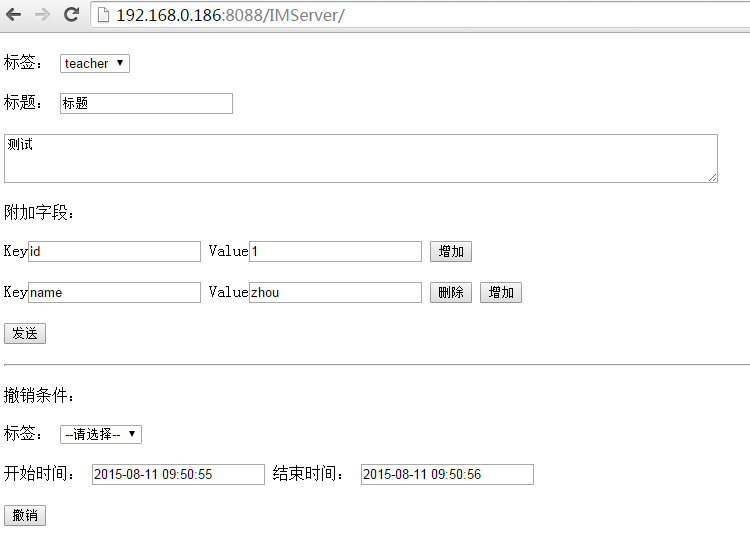 192.168.0.186:8088/IMServer/
标签： teacher
标题： 标题
测试
附加字段：
Key id Value 1 增加
Key name Value zhou 删除 增加
发送
撤销条件：
标签： --请选择--
开始时间： 2015-08-11 09:50:55 结束时间： 2015-08-11 09:50:56
撤销